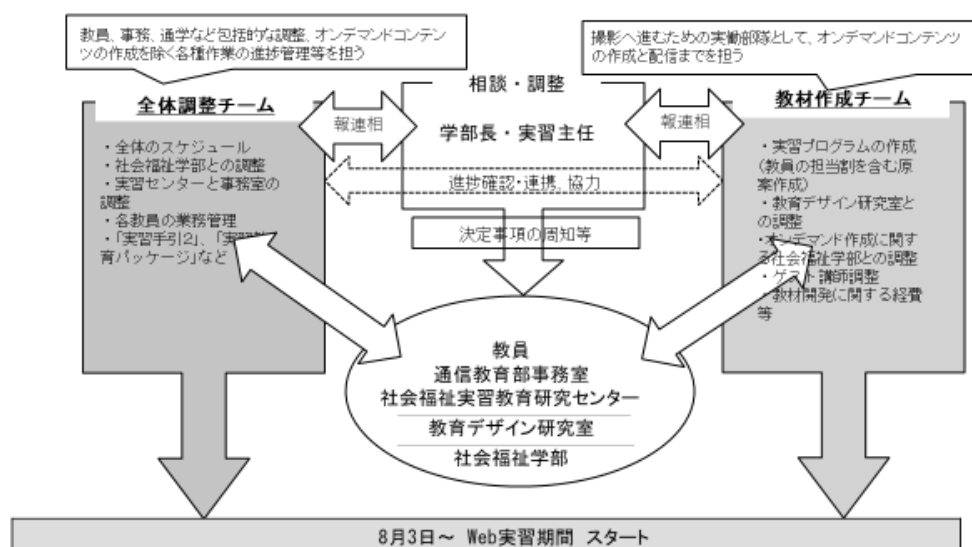 教員、事務、通学など包括的な調整、オンデマンドコンテン
ツの作成を除く各種作業の進捗管理等を担う
撮影へ進むための実働部隊として、オンデマンドコンテンツ
の作成と配信までを担う
全体調整チーム
・全体のスケジュール
・社会福祉学部との調整
・実習センターと事務室の
調整
・各教員の業務管理
・「実習手引2」、「実習
育パッケージ」など
報連相
相談・調整
学部長・実習主任
報連相
進捗確認・連携、協力
決定事項の周知等
教材作成チーム
・実習プログラムの作成
(教員の担当割を含む原
案作成)
・教育デザイン研究室と
の調整
・オンデマンド作成に関す
る社会福祉学部との調整
・ゲスト講師調整
・教材開発に関する経費
等
教員
通信教育部事務室
社会福祉実習教育研究センター
教育デザイン研究室
社会福祉学部
8月3日～ Web実習期間 スタート